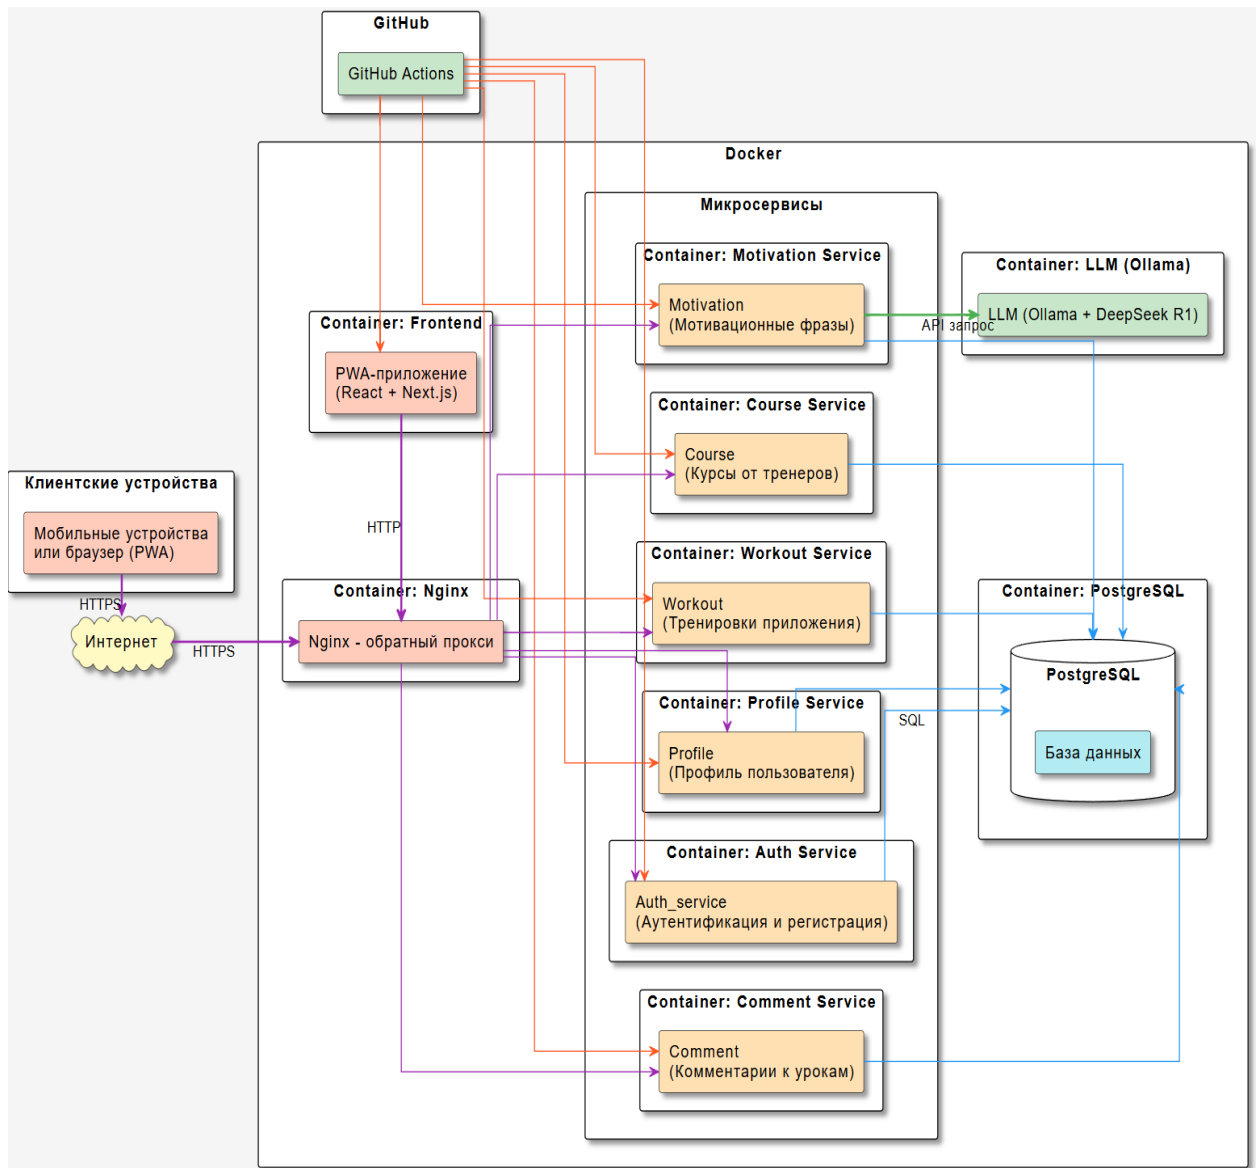 GitHub
GitHub Actions
Docker
Микросервисы
Container: Motivation Service
Motivation
(Мотивационные фразы)
API запрос
Container: LLM (Ollama)
LLM (Ollama + DeepSeek R1)
Container: Frontend
PWA-приложение
(React + Next.js)
HTTP
Container: Course Service
Course
(Курсы от тренеров)
Клиентские устройства
Мобильные устройства
или браузер (PWA)
HTTPS
Интернет
HTTPS
Container: Nginx
Nginx - обратный прокси
Container: Workout Service
Workout
(Тренировки приложения)
Container: PostgreSQL
PostgreSQL
База данных
Container: Profile Service
Profile
(Профиль пользователя)
SQL
Container: Auth Service
Auth_service
(Аутентификация и регистрация)
Container: Comment Service
Comment
(Комментарии к урокам)